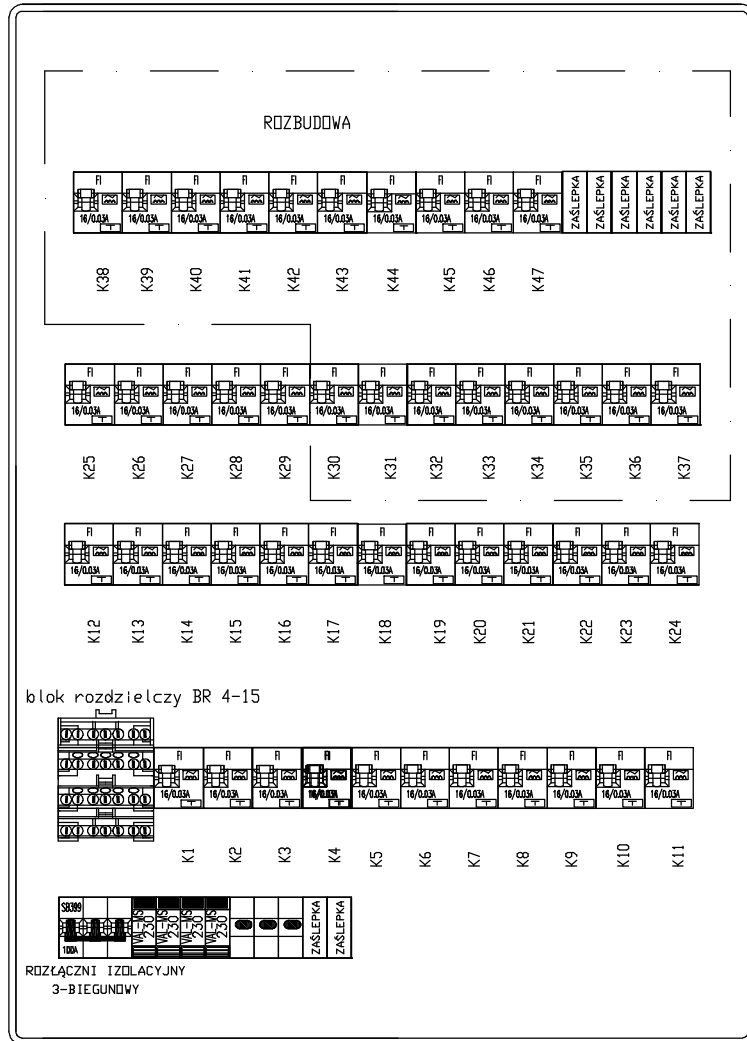 ROZBUDOWA
FI FI FI FI FI FI FI FI FI FI ZAŚLEPKA ZAŚLEPKA ZAŚLEPKA ZAŚLEPKA ZAŚLEPKA ZAŚLEPKA
16/0.03A 16/0.03A 16/0.03A 16/0.03A 16/0.03A 16/0.03A 16/0.03A 16/0.03A 16/0.03A 16/0.03A
K38 K39 K40 K41 K42 K43 K44 K45 K46 K47
FI FI FI FI FI FI FI FI FI FI FI FI FI
16/0.03A 16/0.03A 16/0.03A 16/0.03A 16/0.03A 16/0.03A 16/0.03A 16/0.03A 16/0.03A 16/0.03A 16/0.03A 16/0.03A 16/0.03A
K25 K26 K27 K28 K29 K30 K31 K32 K33 K34 K35 K36 K37
FI FI FI FI FI FI FI FI FI FI FI FI FI
16/0.03A 16/0.03A 16/0.03A 16/0.03A 16/0.03A 16/0.03A 16/0.03A 16/0.03A 16/0.03A 16/0.03A 16/0.03A 16/0.03A 16/0.03A
K12 K13 K14 K15 K16 K17 K18 K19 K20 K21 K22 K23 K24
blok rozdzielczy BR 4-15
FI FI FI FI FI FI FI FI FI FI FI
16/0.03A 16/0.03A 16/0.03A 16/0.03A 16/0.03A 16/0.03A 16/0.03A 16/0.03A 16/0.03A 16/0.03A 16/0.03A
K1 K2 K3 K4 K5 K6 K7 K8 K9 K10 K11
SB399 VAL-MS 230 VAL-MS 230 VAL-MS 230 VAL-MS 230 ZAŚLEPKA ZAŚLEPKA
100A
ROZŁĄCZNI IZOLACYJNY
3-BIEGUNOWY